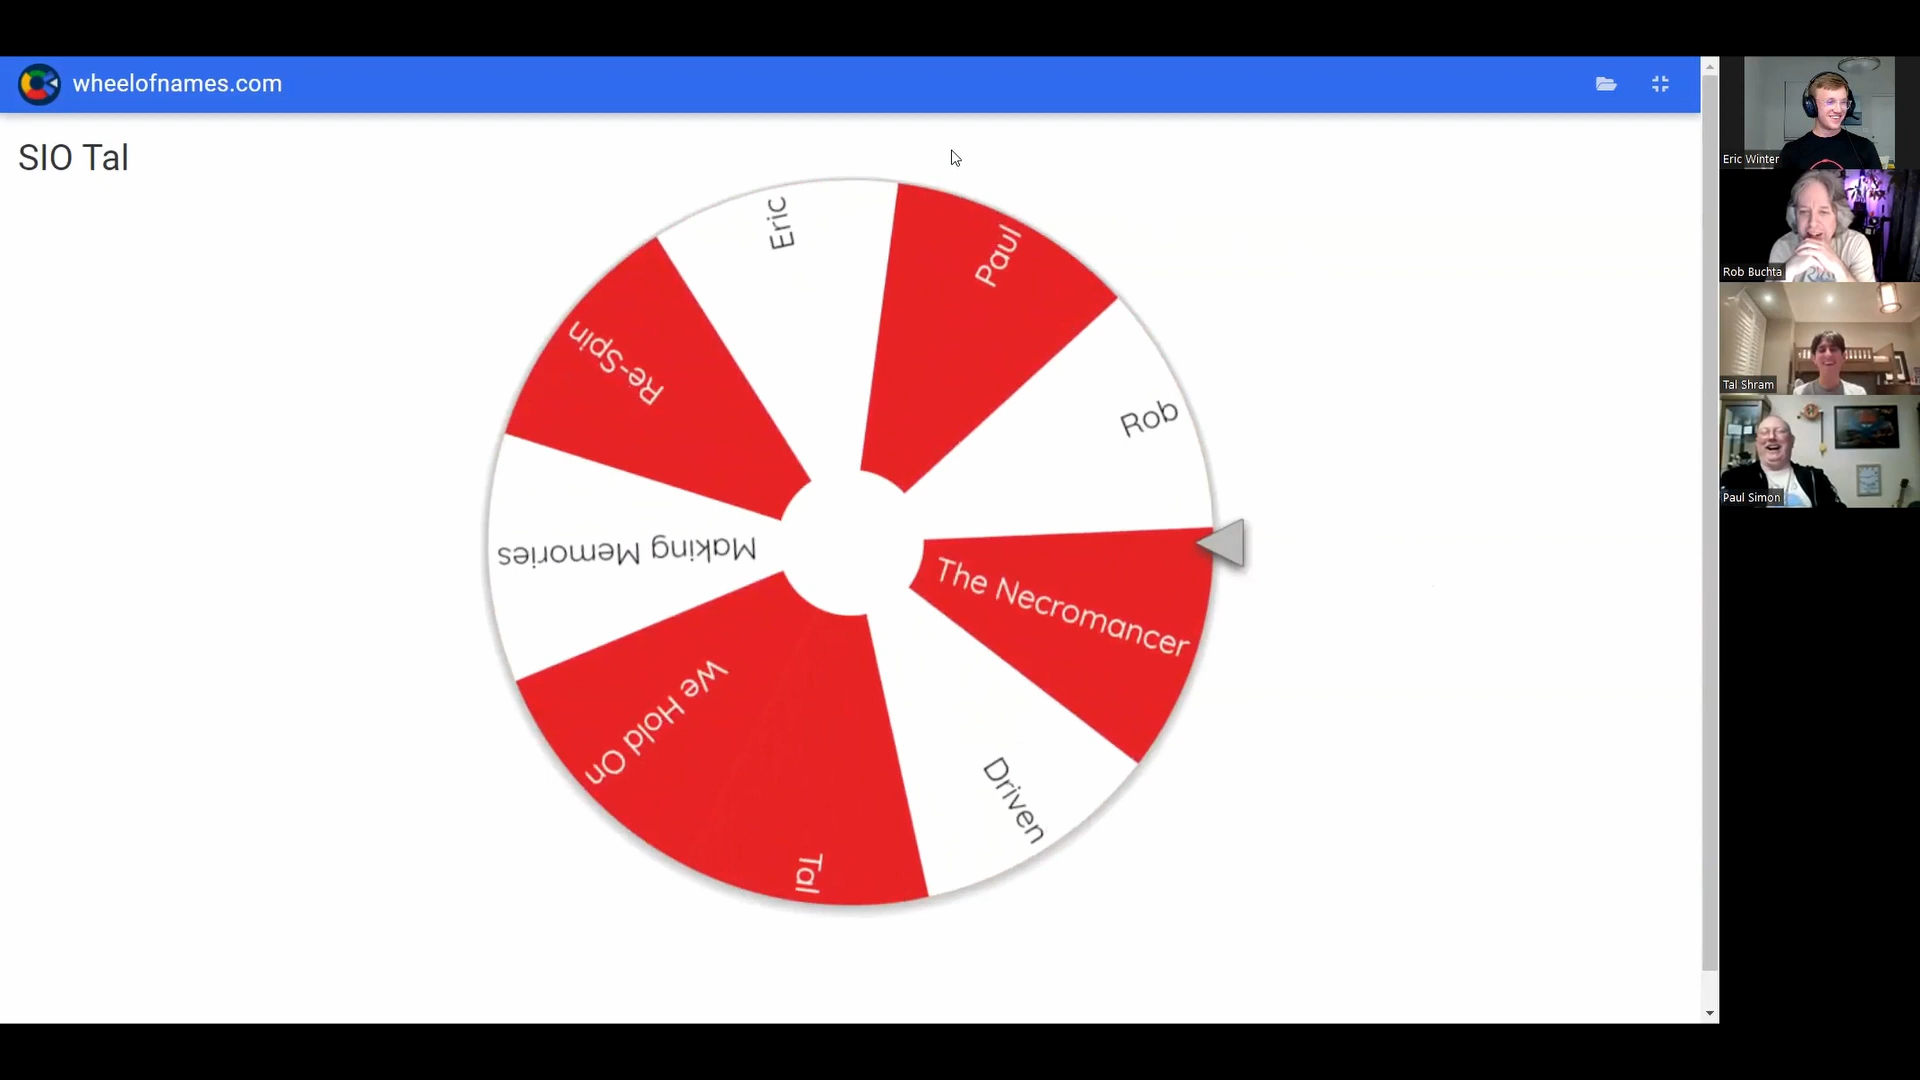 wheelofnames.com
SIO Tal
Eric
Paul
Rob
The Necromancer
Driven
Tal
We Hold On
Making Memories
Re-Spin
Eric Winter
Rob Buchta
Tal Shram
Paul Simon